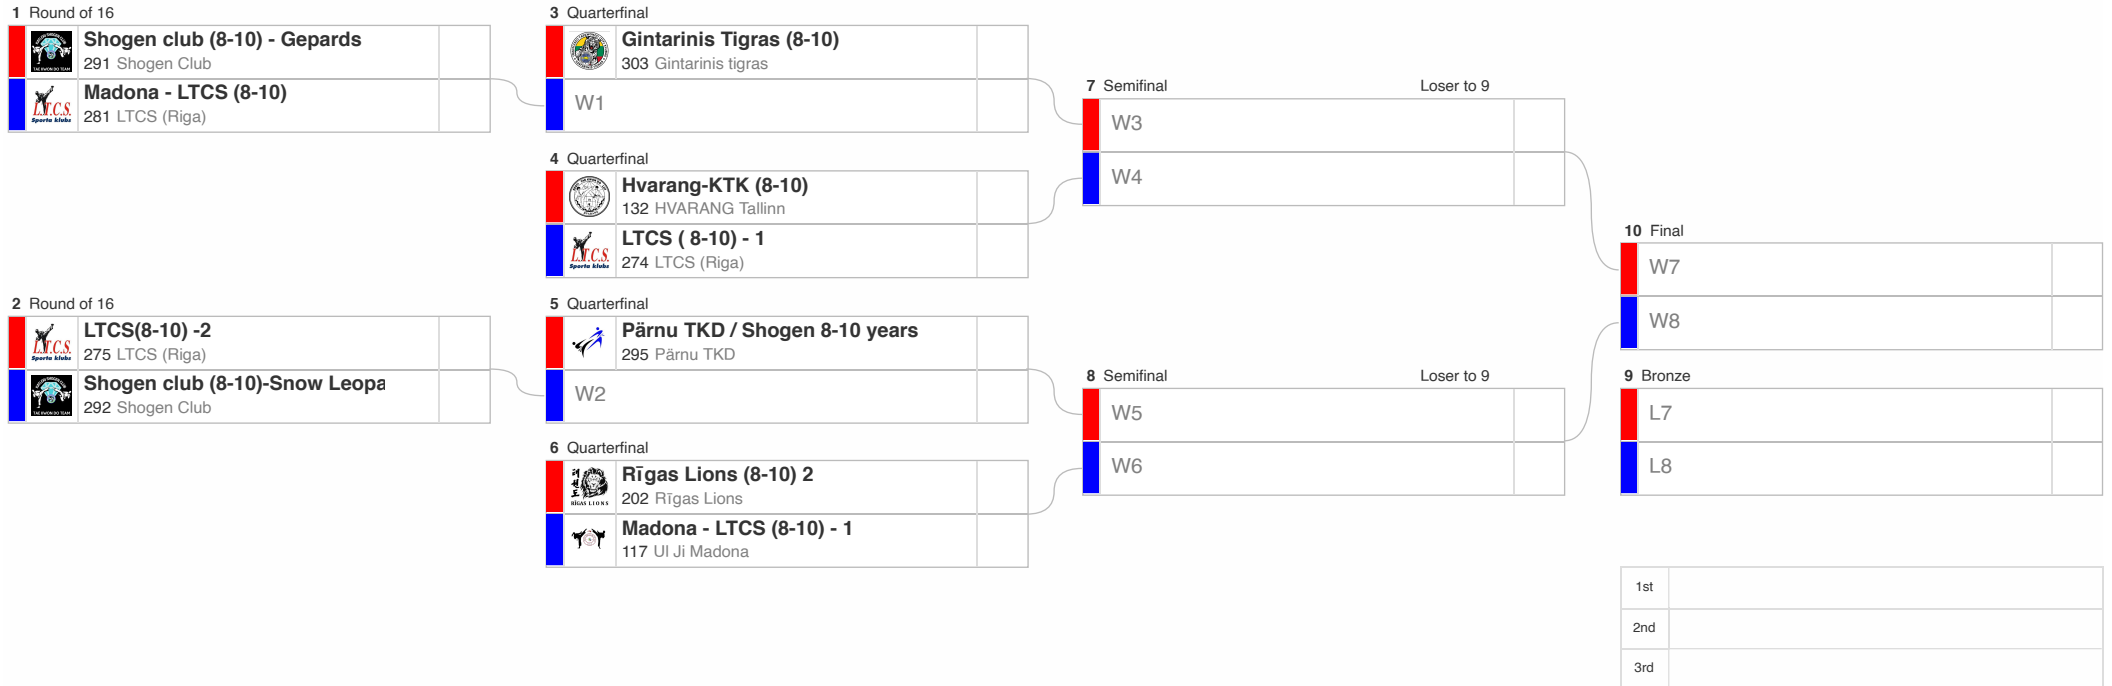 1 Round of 16
Shogen club (8-10) - Gepards
291 Shogen Club
Madona - LTCS (8-10)
281 LTCS (Riga)
2 Round of 16
LTCS(8-10) -2
275 LTCS (Riga)
Shogen club (8-10)-Snow Leopa
292 Shogen Club
3 Quarterfinal
Gintarinis Tigras (8-10)
303 Gintarinis tigras
W1
4 Quarterfinal
Hvarang-KTK (8-10)
132 HVARANG Tallinn
LTCS ( 8-10) - 1
274 LTCS (Riga)
5 Quarterfinal
Pärnu TKD / Shogen 8-10 years
295 Pärnu TKD
W2
6 Quarterfinal
Rīgas Lions (8-10) 2
202 Rīgas Lions
Madona - LTCS (8-10) - 1
117 Ul Ji Madona
7 Semifinal Loser to 9
W3
W4
8 Semifinal Loser to 9
W5
W6
10 Final
W7
W8
9 Bronze
L7
L8
1st
2nd
3rd